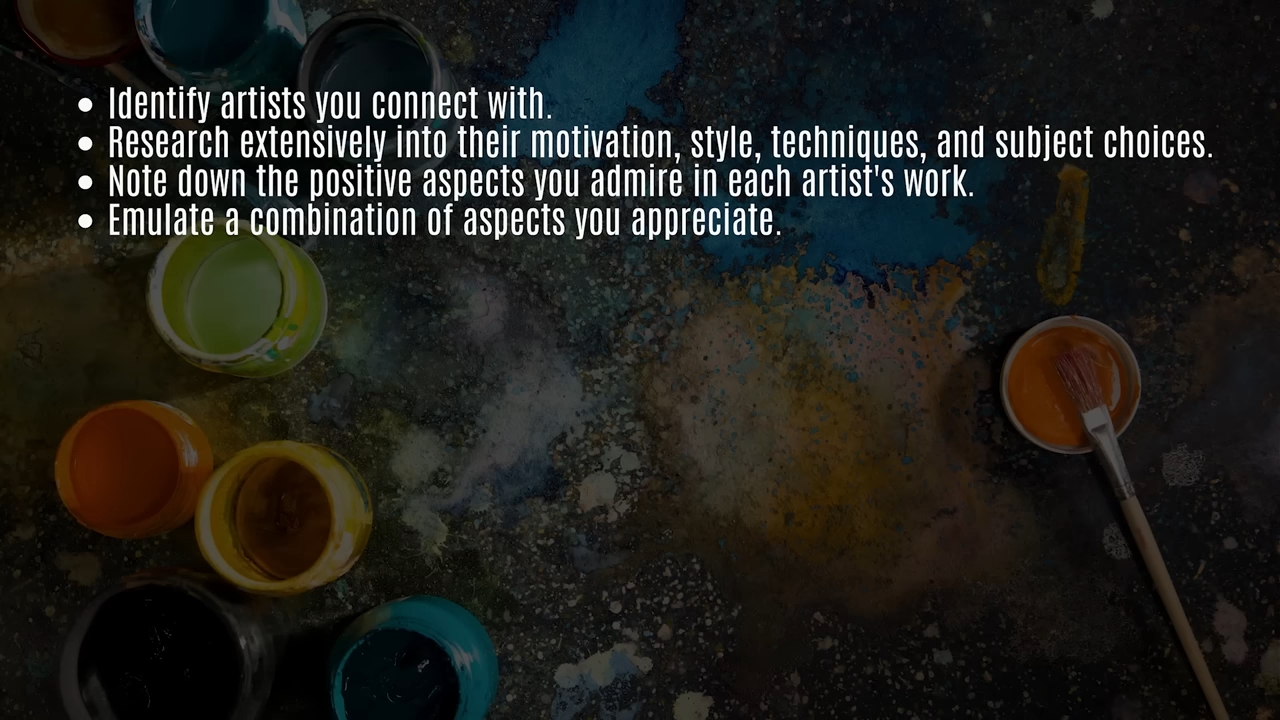 • Identify artists you connect with.
• Research extensively into their motivation, style, techniques, and subject choices.
• Note down the positive aspects you admire in each artist's work.
• Emulate a combination of aspects you appreciate.